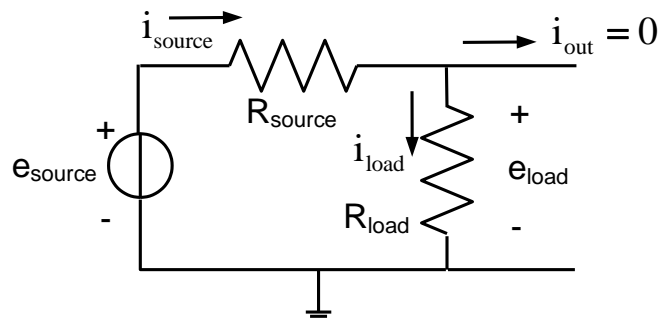 i_source
i_out = 0
R_source
+
e_source
-
i_load
R_load
+
e_load
-